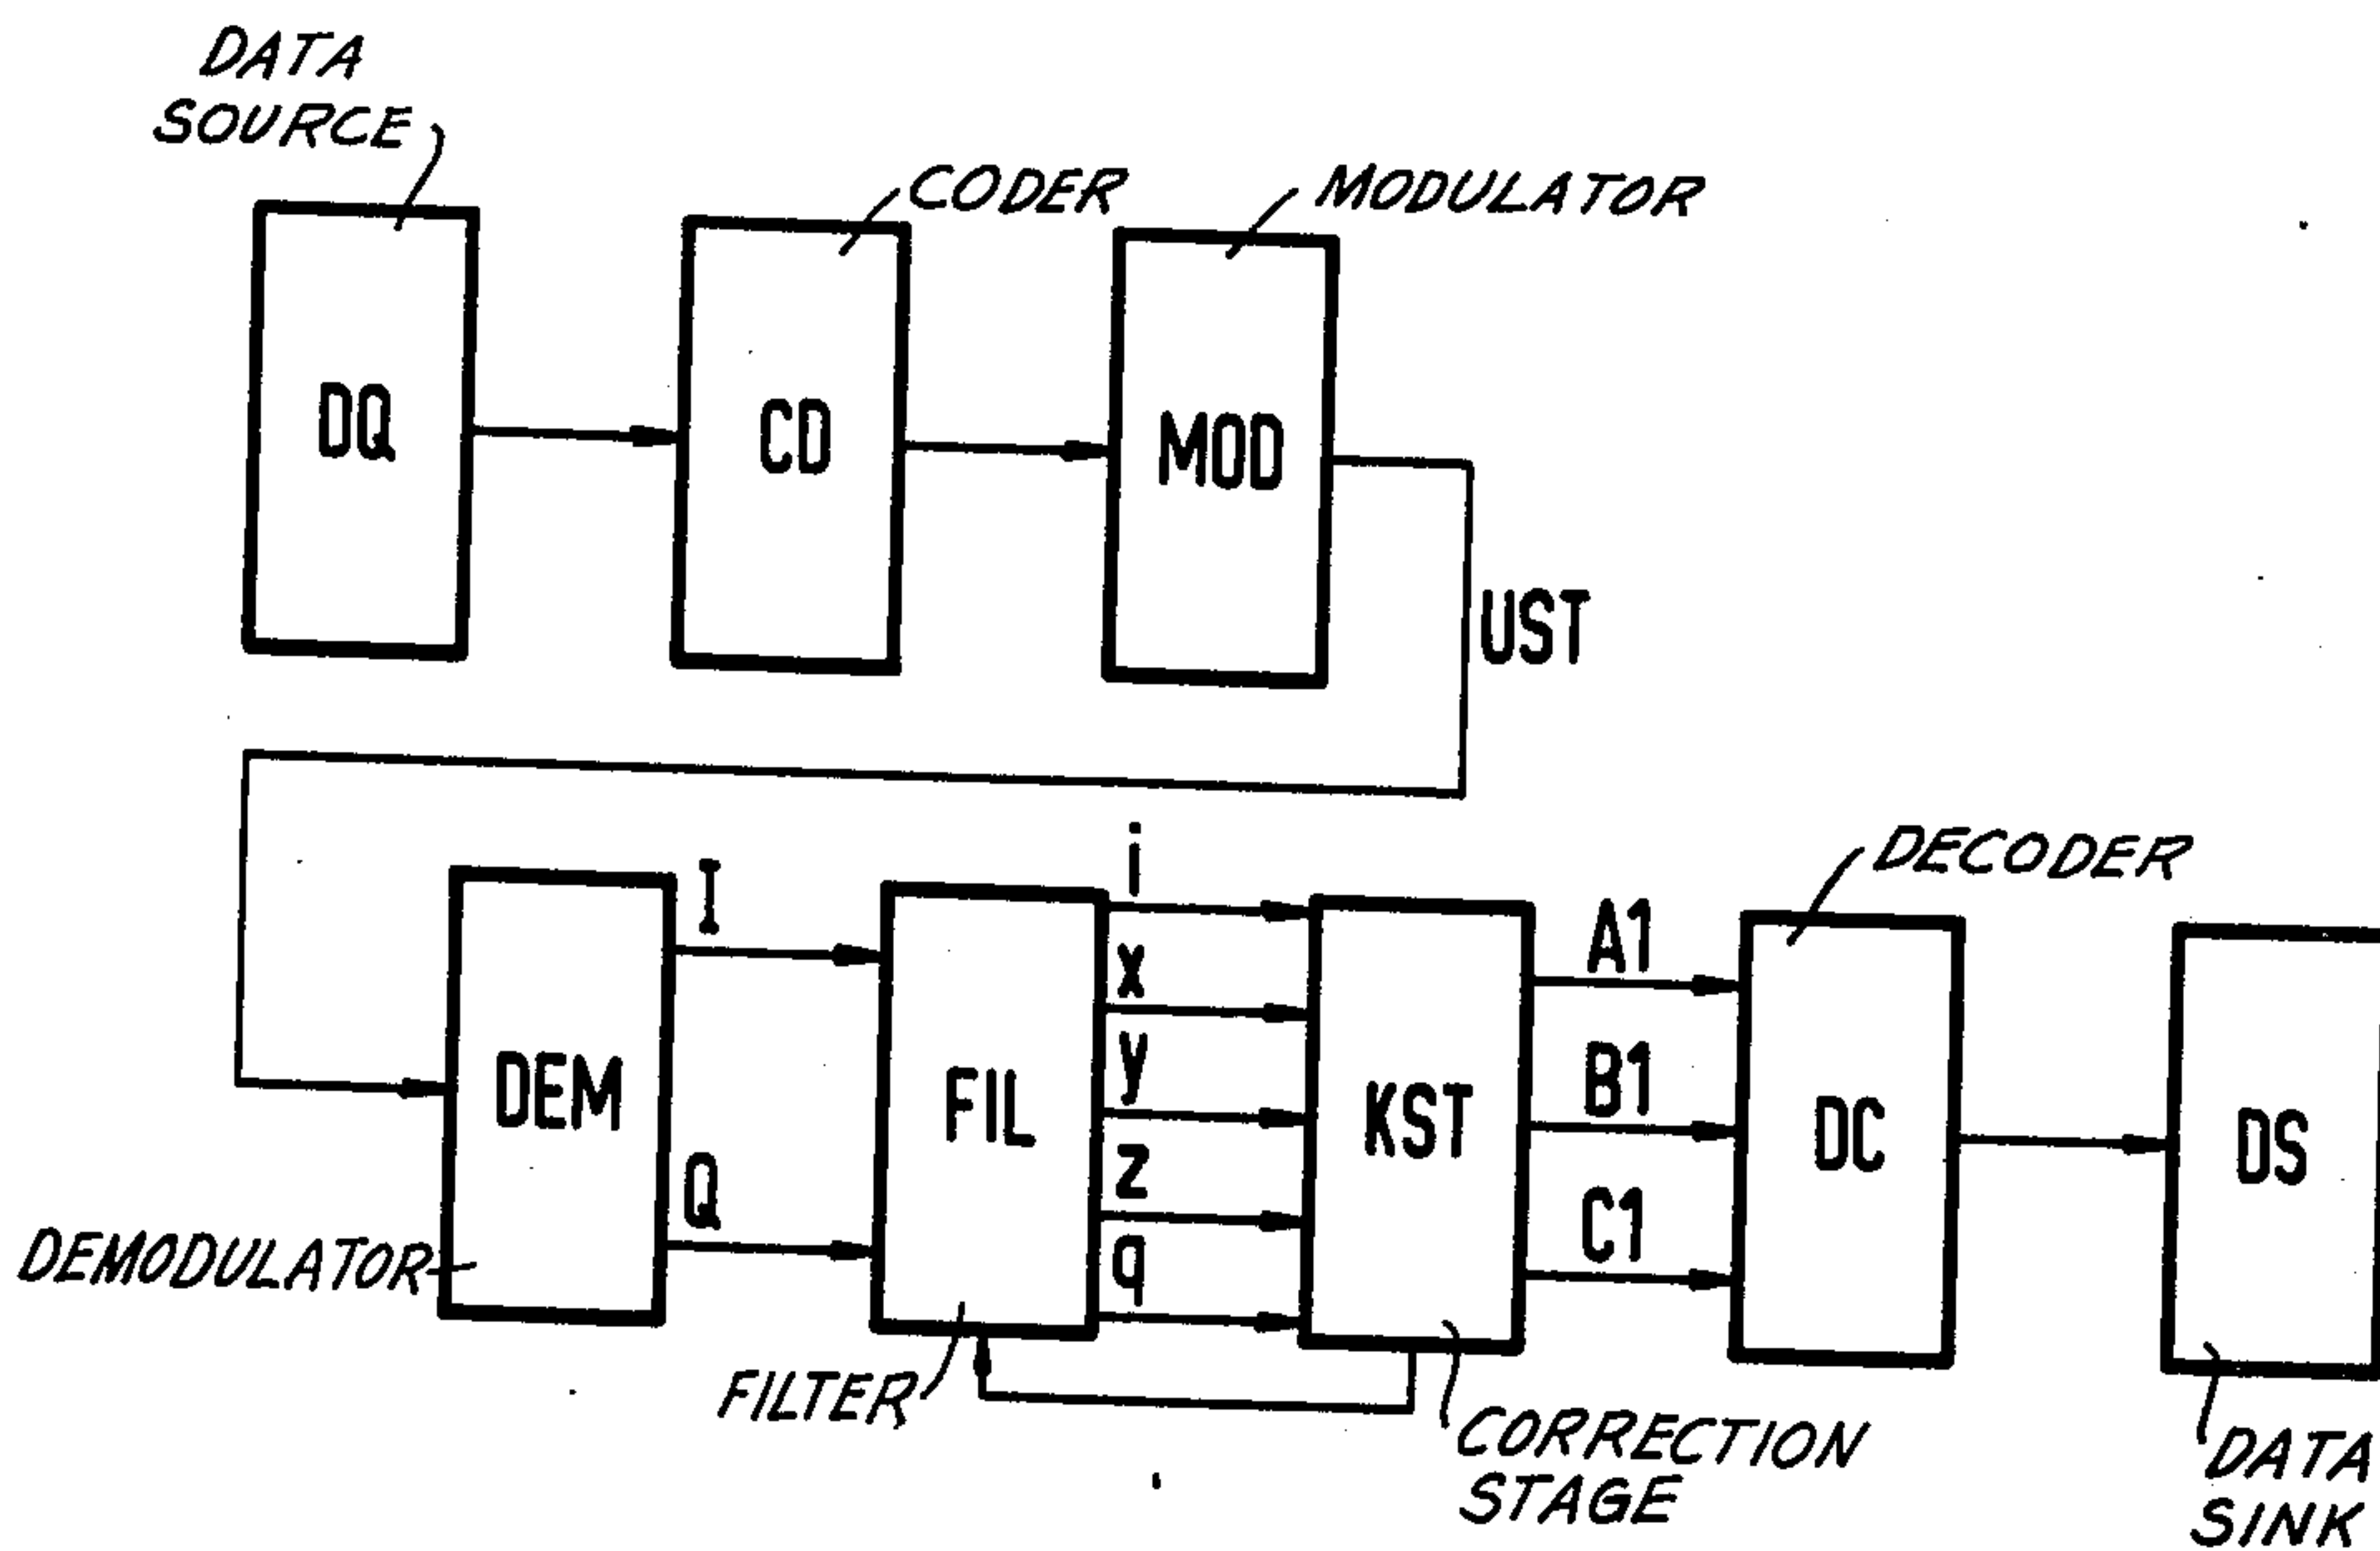 DATA
SOURCE
CODER
MODULATOR
DQ
CD
MOD
UST
DECODER
I
i
x
y
z
q
A1
B1
C1
DEM
Q
FIL
KST
DC
DS
DEMODULATOR
FILTER
CORRECTION
STAGE
DATA
SINK